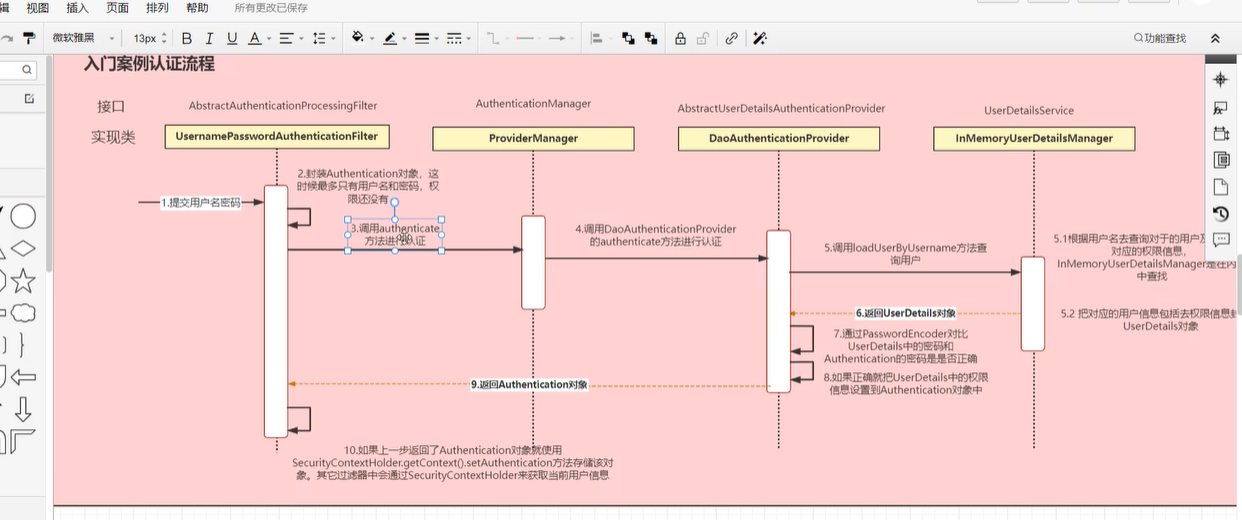 辑 视图 插入 页面 排列 帮助 所有更改已保存
微软雅黑 13px B I U A 功能查找
入门案例认证流程
接口 AbstractAuthenticationProcessingFilter AuthenticationManager AbstractUserDetailsAuthenticationProvider UserDetailsService
实现类 UsernamePasswordAuthenticationFilter ProviderManager DaoAuthenticationProvider InMemoryUserDetailsManager
1.提交用户名密码
2.封装Authentication对象，这
时候最多只有用户名和密码，权
限还没有
3.调用authenticate
方法进行认证
4.调用DaoAuthenticationProvider
的authenticate方法进行认证
5.调用loadUserByUsername方法查
询用户
5.1根据用户名去查询对于的用户及
对应的权限信息，
InMemoryUserDetailsManager是在内
中查找
5.2 把对应的用户信息包括去权限信息封
UserDetails对象
6.返回UserDetails对象
7.通过PasswordEncoder对比
UserDetails中的密码和
Authentication的密码是是否正确
8.如果正确就把UserDetails中的权限
信息设置到Authentication对象中
9.返回Authentication对象
10.如果上一步返回了Authentication对象就使用
SecurityContextHolder.getContext().setAuthentication方法存储该对
象。其它过滤器中会通过SecurityContextHolder来获取当前用户信息